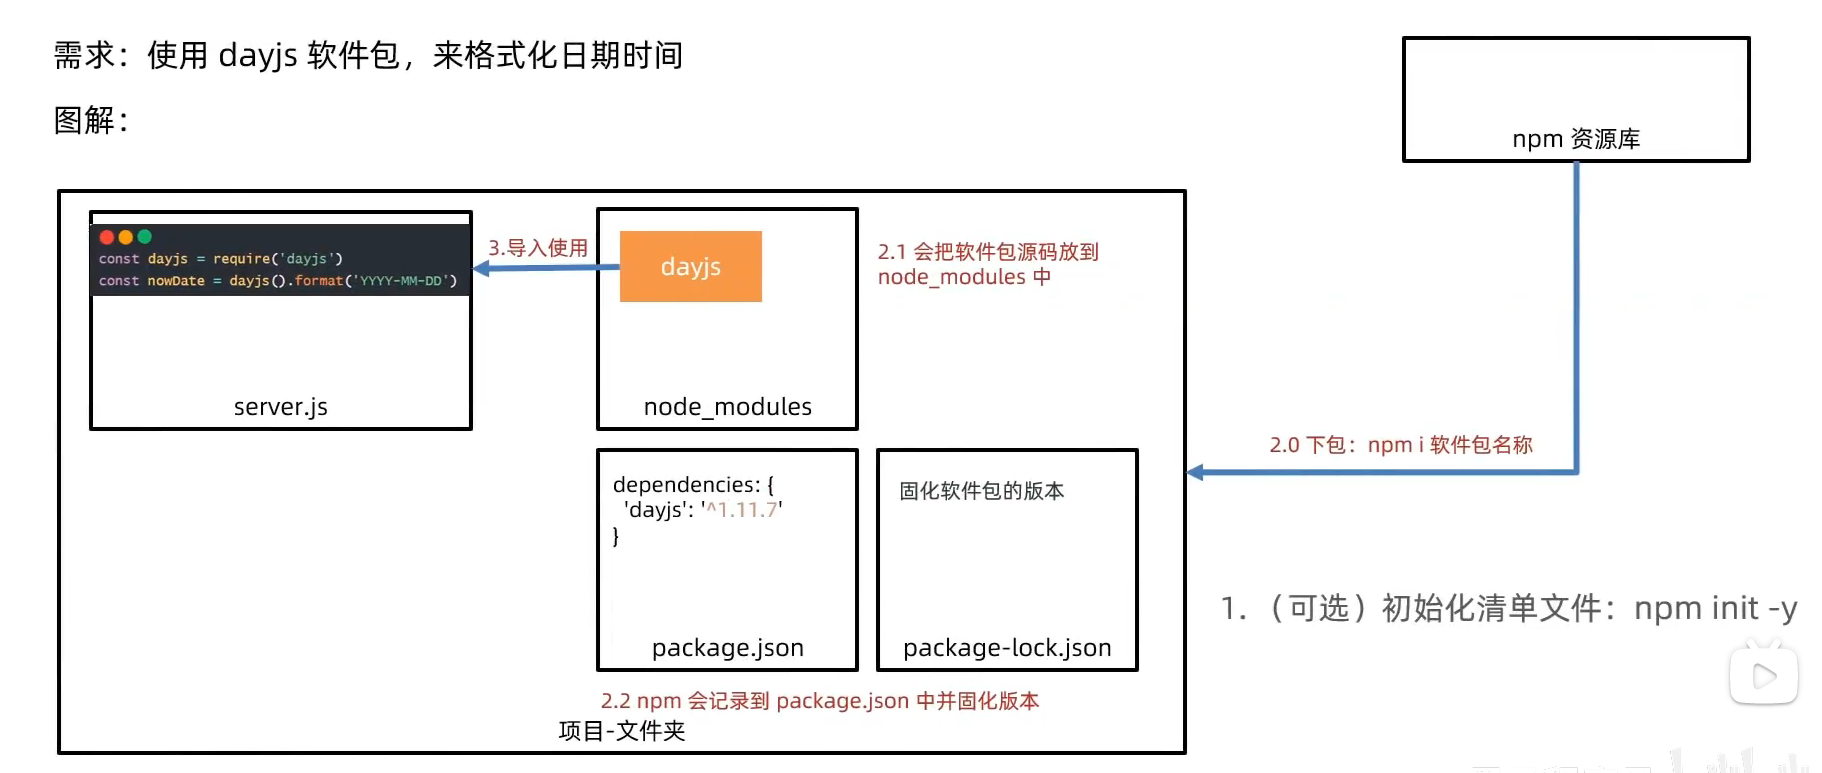 需求：使用 dayjs 软件包，来格式化日期时间
图解：
npm 资源库
const dayjs = require('dayjs')
const nowDate = dayjs().format('YYYY-MM-DD')
server.js
3.导入使用
dayjs
node_modules
2.1 会把软件包源码放到
node_modules 中
2.0 下包：npm i 软件包名称
dependencies: {
'dayjs': '^1.11.7'
}
package.json
固化软件包的版本
package-lock.json
1. （可选）初始化清单文件：npm init -y
2.2 npm 会记录到 package.json 中并固化版本
项目-文件夹